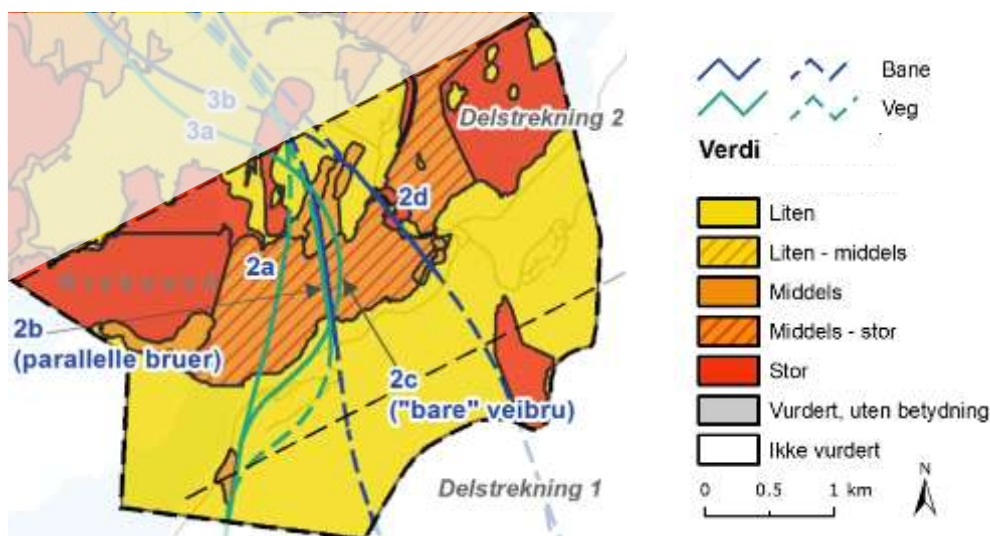 3b
3a
Delstrekning 2
2d
2a
2b
(parallelle bruer)
2c
("bare" veibru)
Delstrekning 1
Bane
Veg
Verdi
Liten
Liten - middels
Middels
Middels - stor
Stor
Vurdert, uten betydning
Ikke vurdert
N
0 0.5 1 km